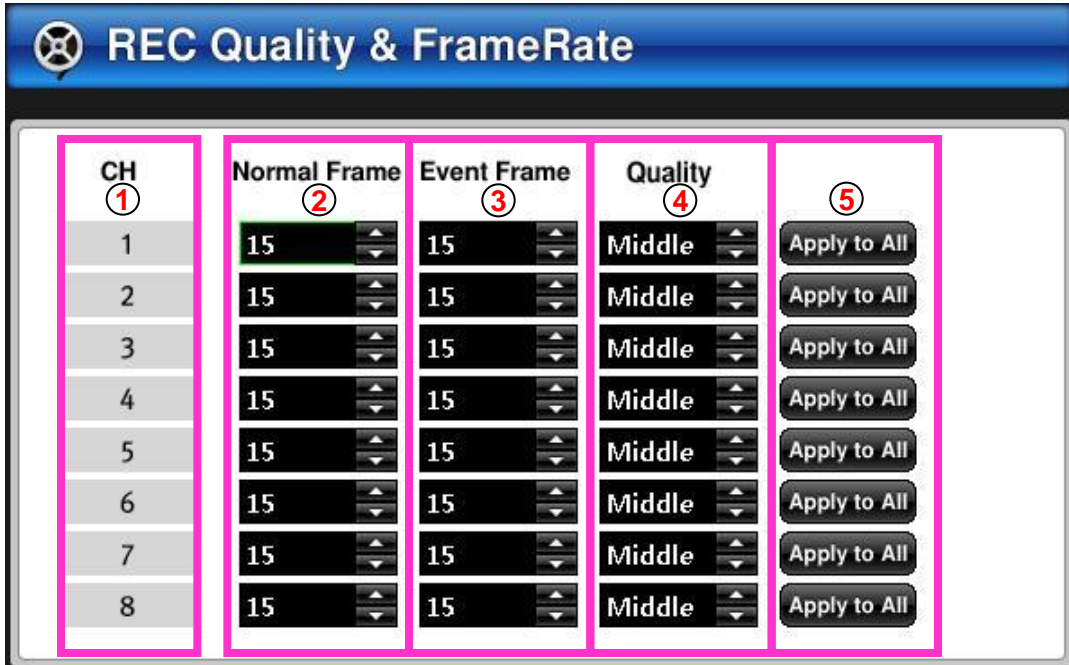 REC Quality & FrameRate
CH Normal Frame Event Frame Quality
1 2 3 4 5
1 15 15 Middle Apply to All
2 15 15 Middle Apply to All
3 15 15 Middle Apply to All
4 15 15 Middle Apply to All
5 15 15 Middle Apply to All
6 15 15 Middle Apply to All
7 15 15 Middle Apply to All
8 15 15 Middle Apply to All